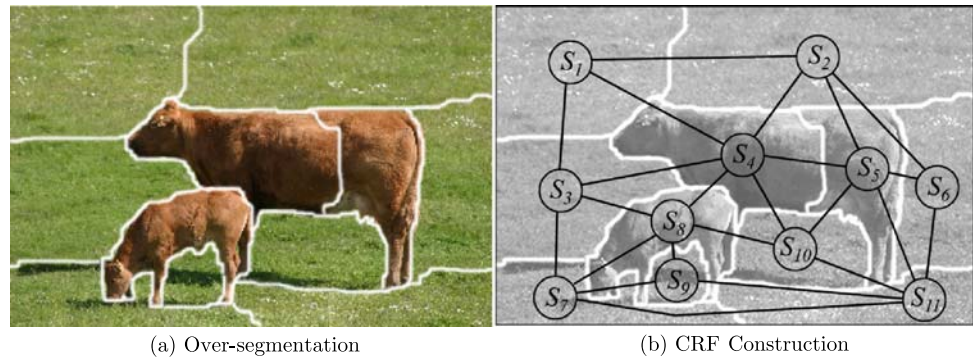 S1
S2
S4
S5
S3
S6
S8
S10
S7
S9
S11
(a) Over-segmentation
(b) CRF Construction